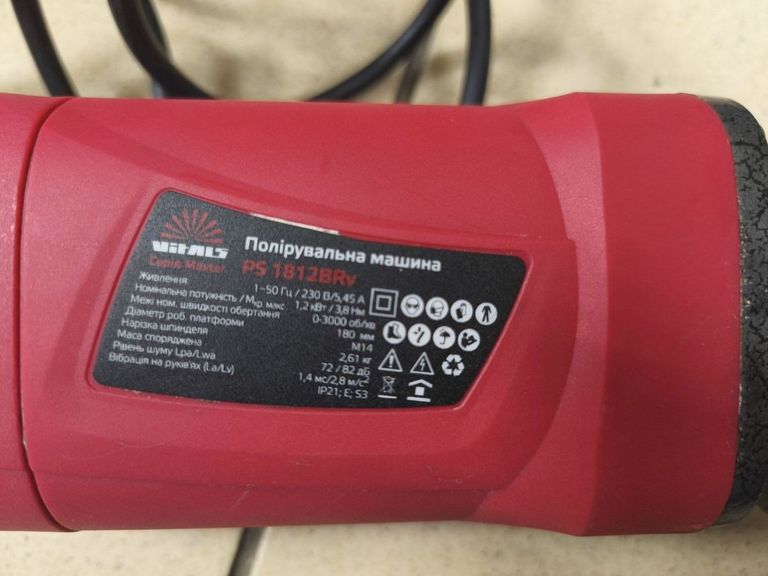 Vitals
Серія Master
Полірувальна машина
PS 1812BRv
Живлення 1~50 Гц / 230 В/5,45 А
Номінальна потужність / Мкр. макс 1,2 кВт / 3,8 Нм
Межі ном. швидкості обертання 0-3000 об/хв
Діаметр роб. платформи 180 мм
Нарізка шпинделя M14
Маса споряджена 2,61 кг
Рівень шуму Lpa/Lwa 72 / 82 дБ
Вібрація на руків'ях (La/Lv) 1,4 мс/2,8 м/с²
IP21; E; S3